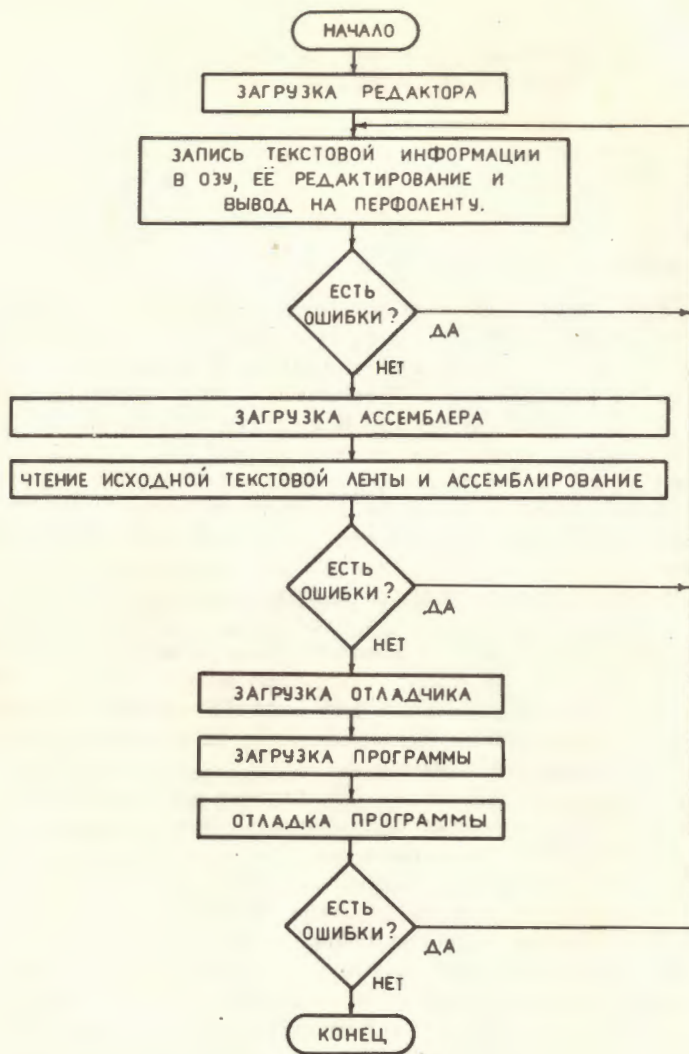 НАЧАЛО
ЗАГРУЗКА РЕДАКТОРА
ЗАПИСЬ ТЕКСТОВОЙ ИНФОРМАЦИИ
В ОЗУ, ЕЁ РЕДАКТИРОВАНИЕ И
ВЫВОД НА ПЕРФОЛЕНТУ.
ЕСТЬ
ОШИБКИ?
ДА
НЕТ
ЗАГРУЗКА АССЕМБЛЕРА
ЧТЕНИЕ ИСХОДНОЙ ТЕКСТОВОЙ ЛЕНТЫ И АССЕМБЛИРОВАНИЕ
ЕСТЬ
ОШИБКИ?
ДА
НЕТ
ЗАГРУЗКА ОТЛАДЧИКА
ЗАГРУЗКА ПРОГРАММЫ
ОТЛАДКА ПРОГРАММЫ
ЕСТЬ
ОШИБКИ?
ДА
НЕТ
КОНЕЦ